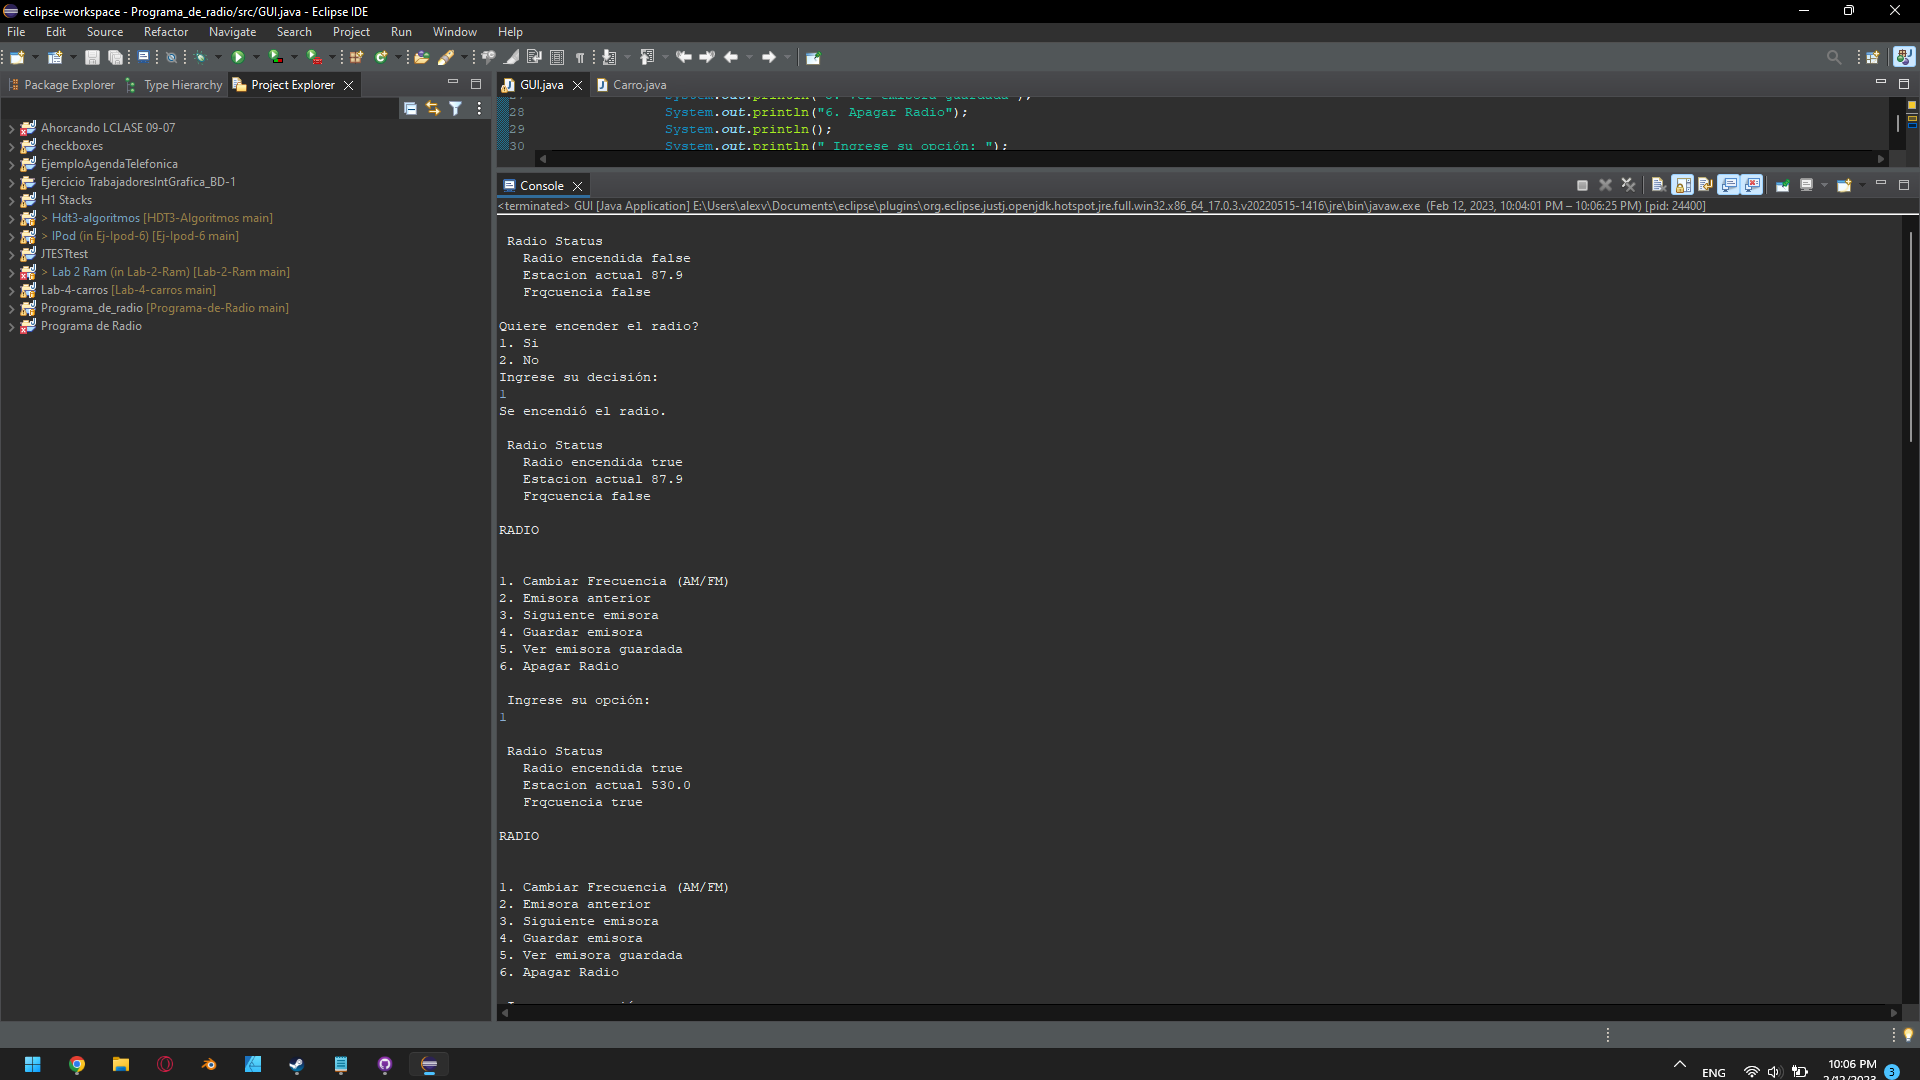 eclipse-workspace - Programa_de_radio/src/GUI.java - Eclipse IDE
File Edit Source Refactor Navigate Search Project Run Window Help
Package Explorer Type Hierarchy Project Explorer
Ahorcando LCLASE 09-07
checkboxes
EjemploAgendaTelefonica
Ejercicio TrabajadoresIntGrafica_BD-1
H1 Stacks
> Hdt3-algoritmos [HDT3-Algoritmos main]
> IPod (in Ej-Ipod-6) [Ej-Ipod-6 main]
JTESTtest
> Lab 2 Ram (in Lab-2-Ram) [Lab-2-Ram main]
Lab-4-carros [Lab-4-carros main]
Programa_de_radio [Programa-de-Radio main]
Programa de Radio
GUI.java Carro.java
27 System.out.println("5. Ver emisora guardada");
28 System.out.println("6. Apagar Radio");
29 System.out.println();
30 System.out.println(" Ingrese su opción: ");
Console
<terminated> GUI [Java Application] E:\Users\alexv\Documents\eclipse\plugins\org.eclipse.justj.openjdk.hotspot.jre.full.win32.x86_64_17.0.3.v20220515-1416\jre\bin\javaw.exe (Feb 12, 2023, 10:04:01 PM – 10:06:25 PM) [pid: 24400]
Radio Status
Radio encendida false
Estacion actual 87.9
Frqcuencia false
Quiere encender el radio?
1. Si
2. No
Ingrese su decisión:
1
Se encendió el radio.
Radio Status
Radio encendida true
Estacion actual 87.9
Frqcuencia false
RADIO
1. Cambiar Frecuencia (AM/FM)
2. Emisora anterior
3. Siguiente emisora
4. Guardar emisora
5. Ver emisora guardada
6. Apagar Radio
Ingrese su opción:
1
Radio Status
Radio encendida true
Estacion actual 530.0
Frqcuencia true
RADIO
1. Cambiar Frecuencia (AM/FM)
2. Emisora anterior
3. Siguiente emisora
4. Guardar emisora
5. Ver emisora guardada
6. Apagar Radio
ENG
10:06 PM
2/12/2023
3